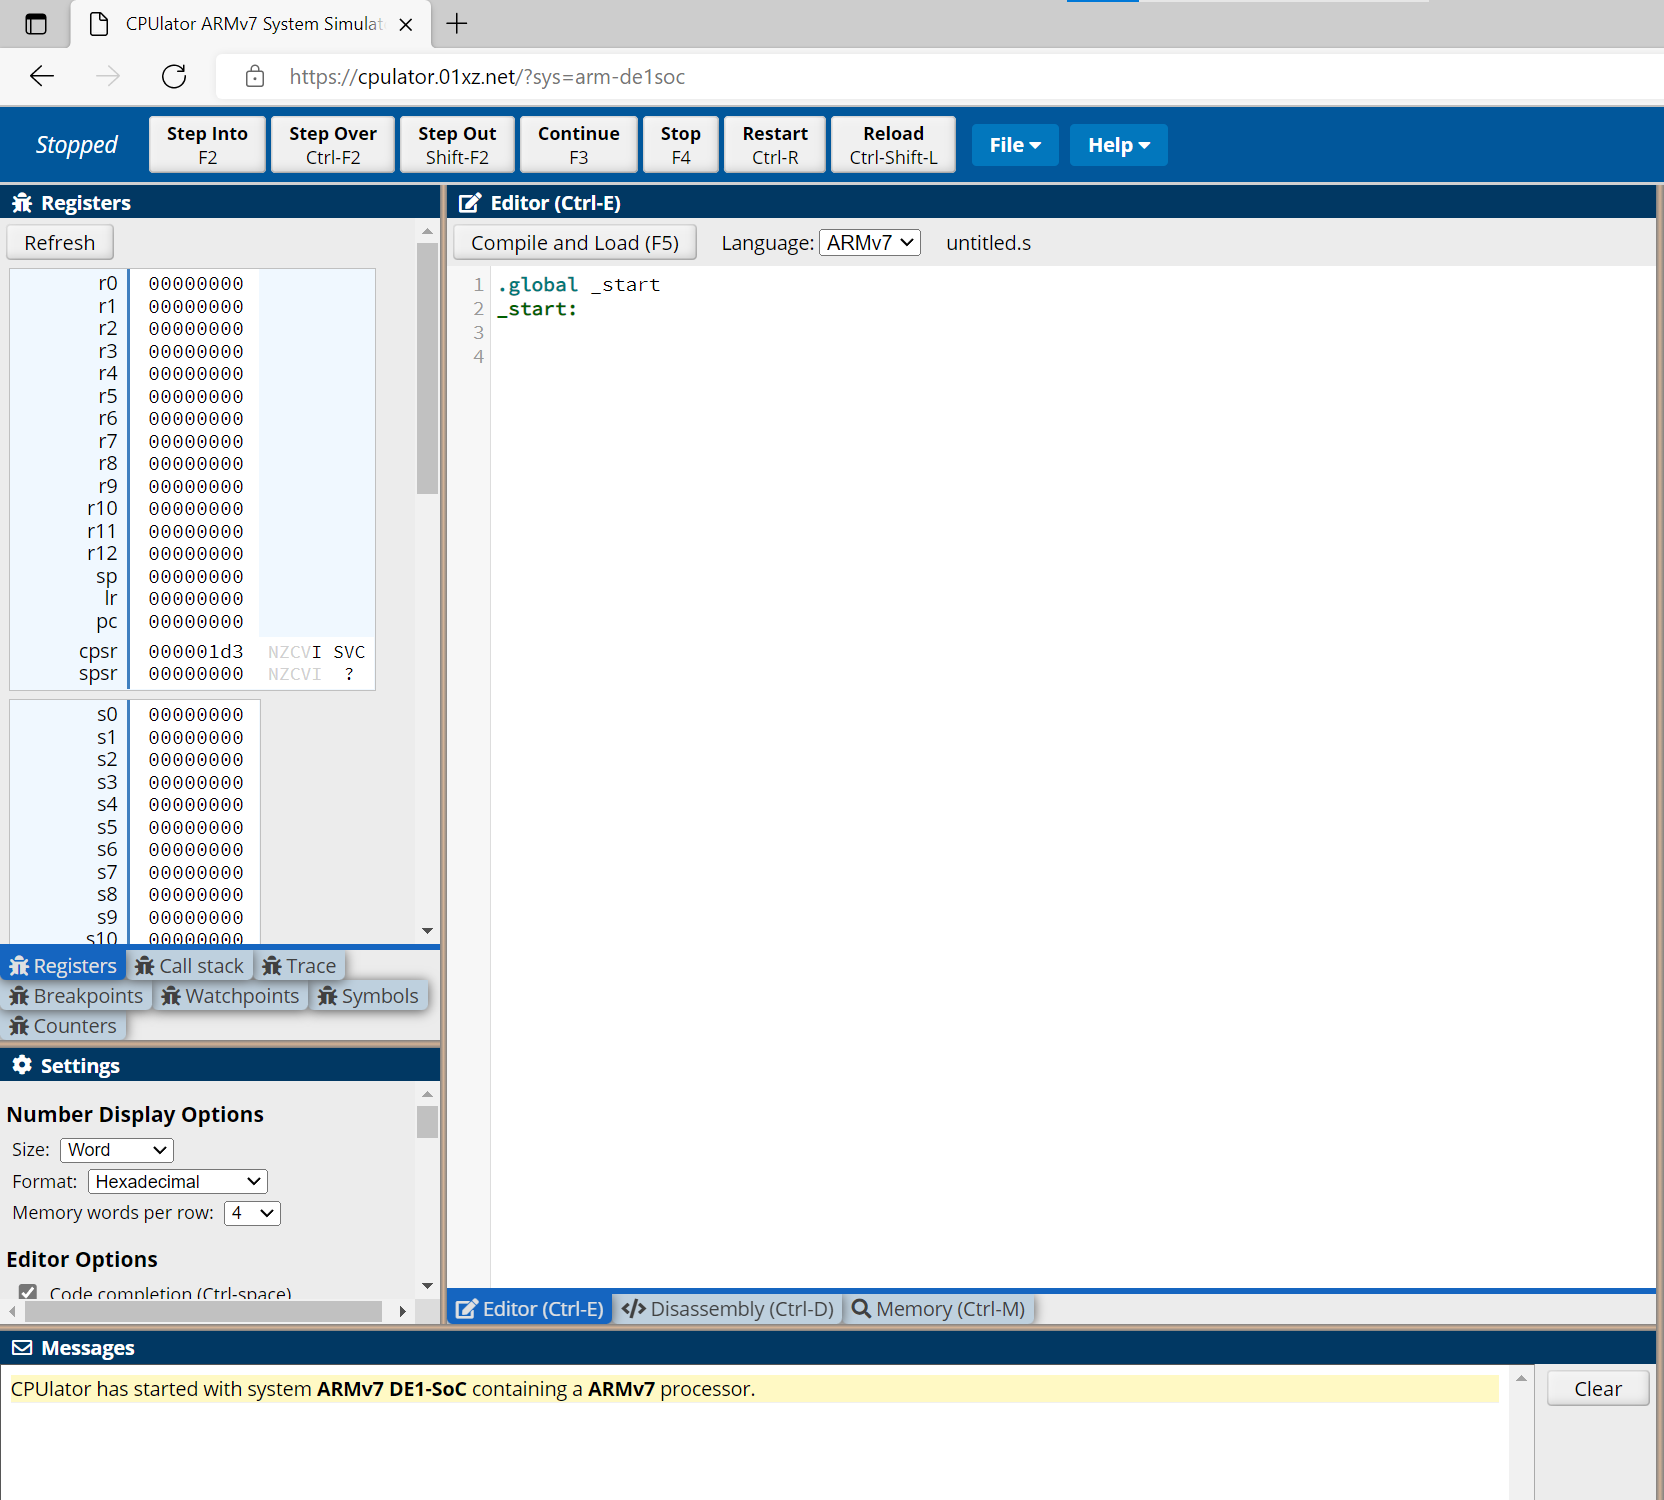 CPUlator ARMv7 System Simulat
https://cpulator.01xz.net/?sys=arm-de1soc
Stopped
Step Into
F2
Step Over
Ctrl-F2
Step Out
Shift-F2
Continue
F3
Stop
F4
Restart
Ctrl-R
Reload
Ctrl-Shift-L
File
Help
Registers
Refresh
r0 00000000
r1 00000000
r2 00000000
r3 00000000
r4 00000000
r5 00000000
r6 00000000
r7 00000000
r8 00000000
r9 00000000
r10 00000000
r11 00000000
r12 00000000
sp 00000000
lr 00000000
pc 00000000
cpsr 000001d3 NZCVI SVC
spsr 00000000 NZCVI ?
s0 00000000
s1 00000000
s2 00000000
s3 00000000
s4 00000000
s5 00000000
s6 00000000
s7 00000000
s8 00000000
s9 00000000
s10 00000000
Registers Call stack Trace
Breakpoints Watchpoints Symbols
Counters
Settings
Number Display Options
Size: Word
Format: Hexadecimal
Memory words per row: 4
Editor Options
Code completion (Ctrl-space)
Editor (Ctrl-E)
Compile and Load (F5) Language: ARMv7 untitled.s
1 .global _start
2 _start:
3
4
Editor (Ctrl-E) Disassembly (Ctrl-D) Memory (Ctrl-M)
Messages
CPUlator has started with system ARMv7 DE1-SoC containing a ARMv7 processor.
Clear